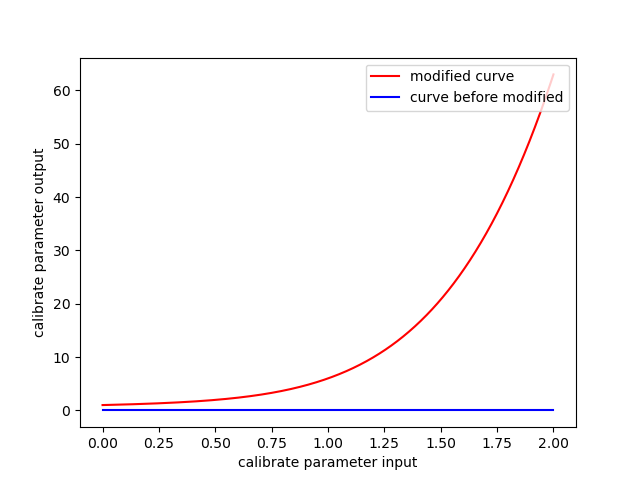 modified curve
curve before modified
60
50
40
30
20
10
0
calibrate parameter output
0.00 0.25 0.50 0.75 1.00 1.25 1.50 1.75 2.00
calibrate parameter input